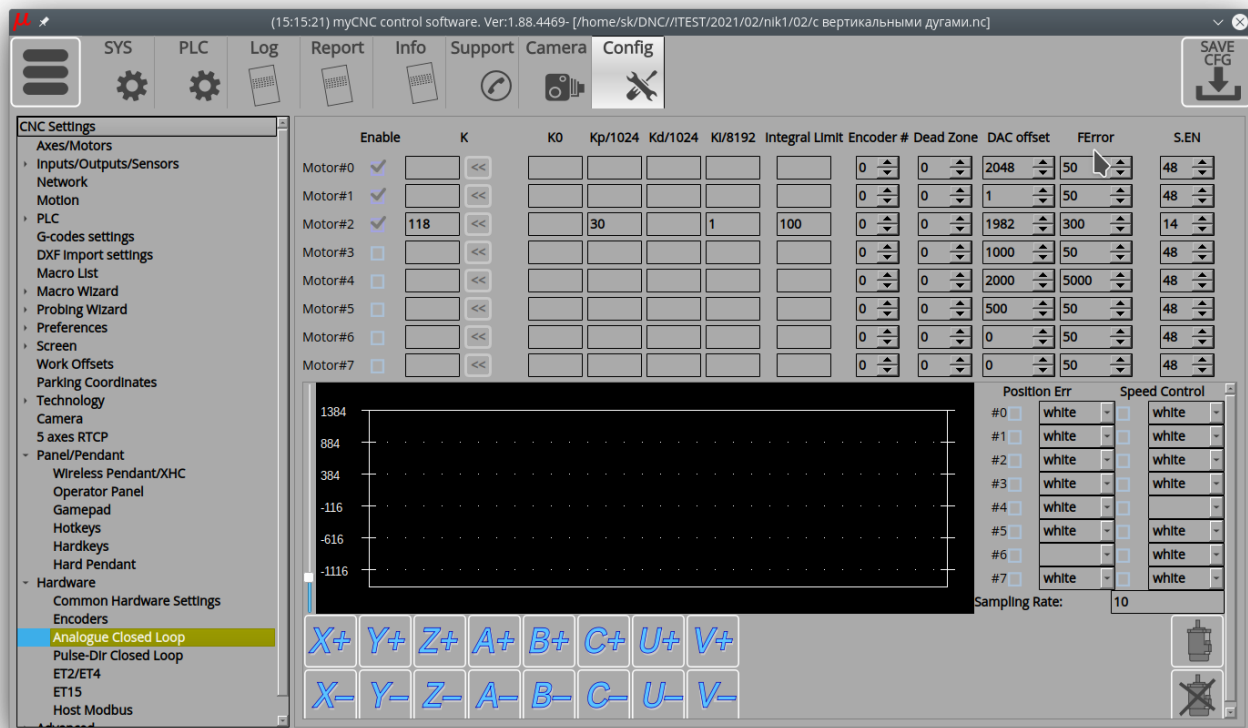 (15:15:21) myCNC control software. Ver:1.88.4469- [/home/sk/DNC//!TEST/2021/02/nik1/02/с вертикальными дугами.nc]
SYS PLC Log Report Info Support Camera Config SAVE CFG
CNC Settings
Axes/Motors
Inputs/Outputs/Sensors
Network
Motion
PLC
G-codes settings
DXF import settings
Macro List
Macro Wizard
Probing Wizard
Preferences
Screen
Work Offsets
Parking Coordinates
Technology
Camera
5 axes RTCP
Panel/Pendant
Wireless Pendant/XHC
Operator Panel
Gamepad
Hotkeys
Hardkeys
Hard Pendant
Hardware
Common Hardware Settings
Encoders
Analogue Closed Loop
Pulse-Dir Closed Loop
ET2/ET4
ET15
Host Modbus
Advanced
Enable K K0 Kp/1024 Kd/1024 KI/8192 Integral Limit Encoder # Dead Zone DAC offset FError S.EN
Motor#0 << 0 0 2048 50 48
Motor#1 << 0 0 1 50 48
Motor#2 118 << 30 1 100 0 0 1982 300 14
Motor#3 << 0 0 1000 50 48
Motor#4 << 0 0 2000 5000 48
Motor#5 << 0 0 500 50 48
Motor#6 << 0 0 0 50 48
Motor#7 << 0 0 0 50 48
1384
884
384
-116
-616
-1116
Position Err Speed Control
#0 white white
#1 white white
#2 white white
#3 white white
#4 white
#5 white white
#6 white
#7 white white
Sampling Rate: 10
X+ Y+ Z+ A+ B+ C+ U+ V+
X- Y- Z- A- B- C- U- V-